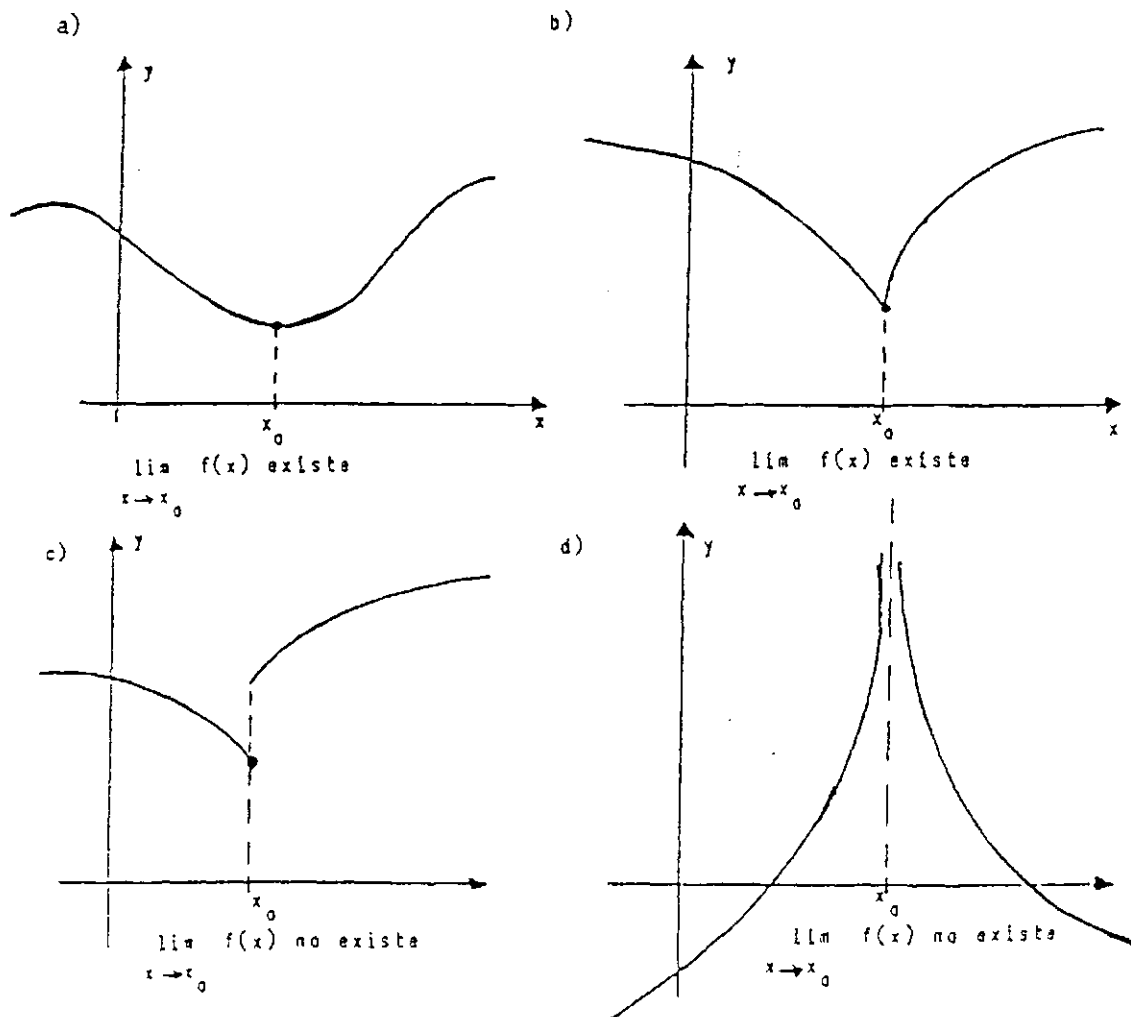 a)
y
x₀
x
lim f(x) existe
x → x₀
b)
y
x₀
x
lim f(x) existe
x → x₀
c)
y
x₀
lim f(x) no existe
x → x₀
d)
y
x₀
lim f(x) no existe
x → x₀